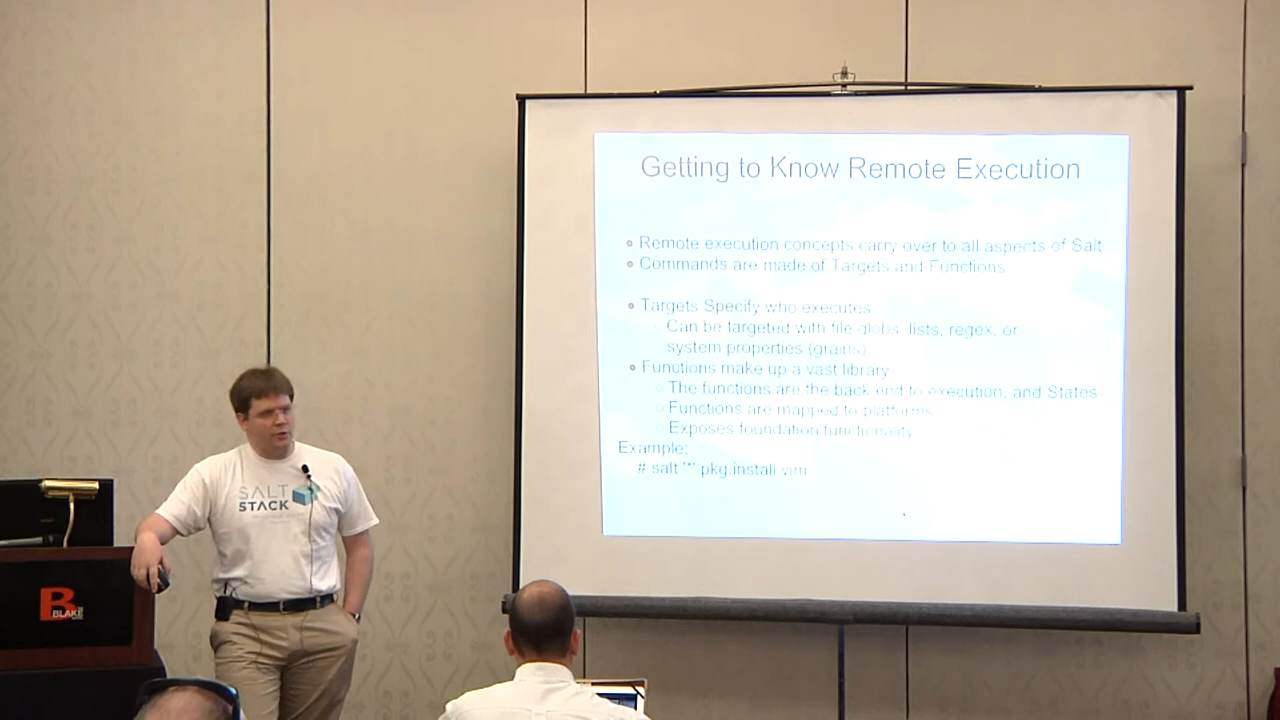 Getting to Know Remote Execution
Remote execution concepts carry over to all aspects of Salt
Commands are made of Targets and Functions
Targets Specify who executes
Can be targeted with file globs, lists, regex, or
system properties (grains)
Functions make up a vast library
The functions are the back end to execution, and States
Functions are mapped to platforms
Exposes foundation functionality
Example:
# salt '*' pkg.install vim
SALT
STACK
B
BLAKE